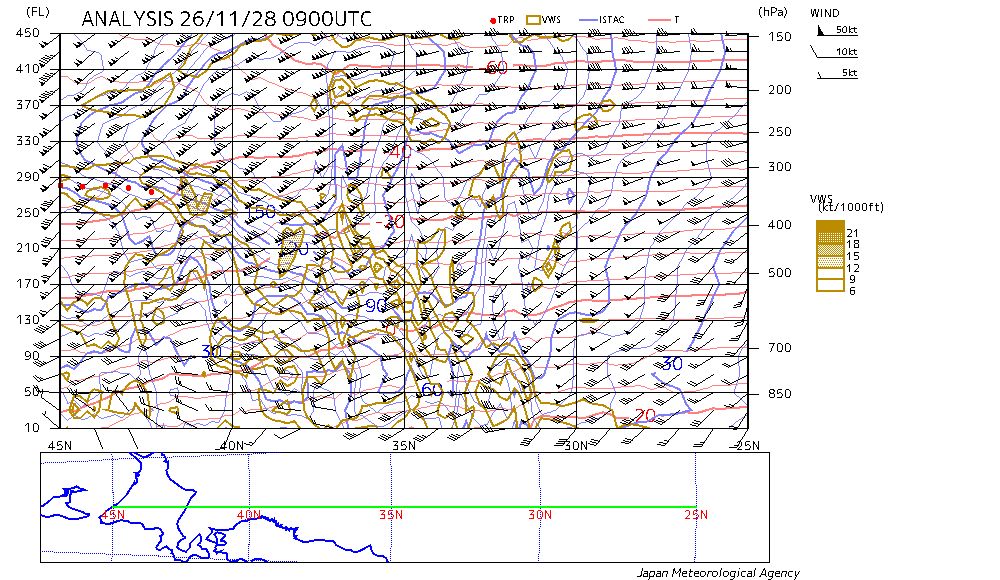 (FL) ANALYSIS 26/11/28 0900UTC TRP VWS ISTAC T (hPa) WIND
450 150 50kt
410 60 10kt
370 200 5kt
330 250
40
290 300
250 150 VWS
(kt/1000ft)
210 20 400 21
18
170 500 15
12
130 90 9
6
90 30 700
30
50 60 850
10 20
45N 40N 35N 30N 25N
45N 40N 35N 30N 25N
Japan Meteorological Agency